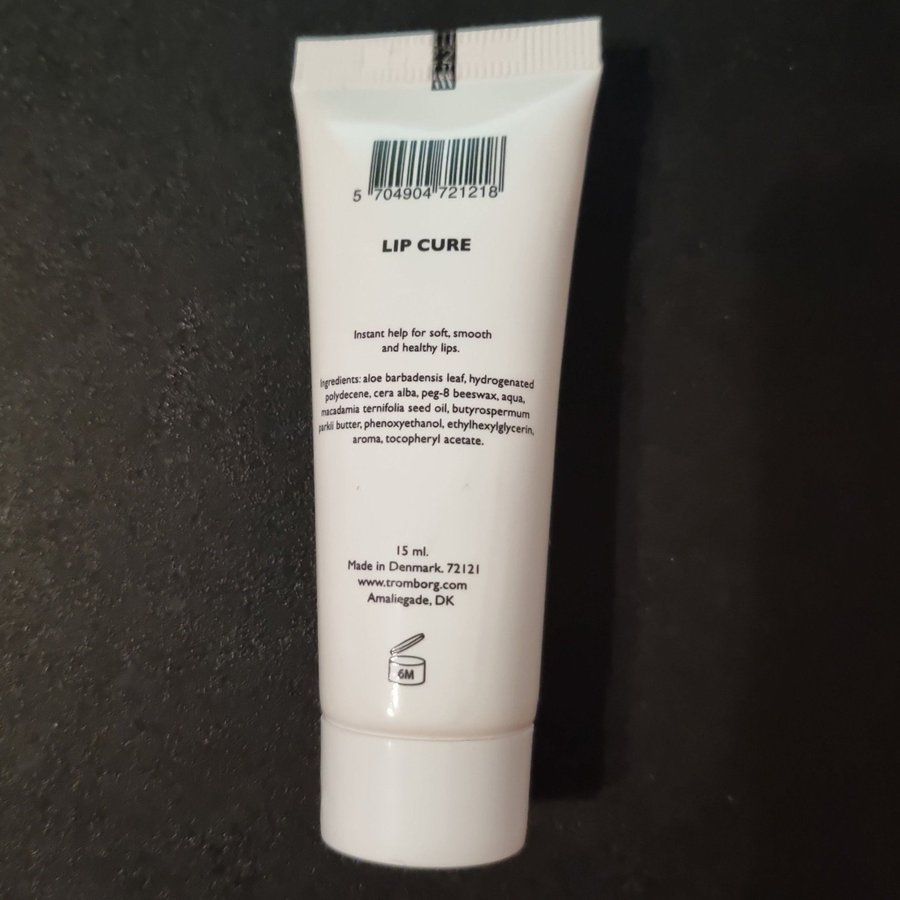 5 704904 721218
LIP CURE
Instant help for soft, smooth
and healthy lips.
Ingredients: aloe barbadensis leaf, hydrogenated
polydecene, cera alba, peg-8 beeswax, aqua,
macadamia ternifolia seed oil, butyrospermum
parkii butter, phenoxyethanol, ethylhexylglycerin,
aroma, tocopheryl acetate.
15 ml.
Made in Denmark. 72121
www.tromborg.com
Amaliegade, DK
6M